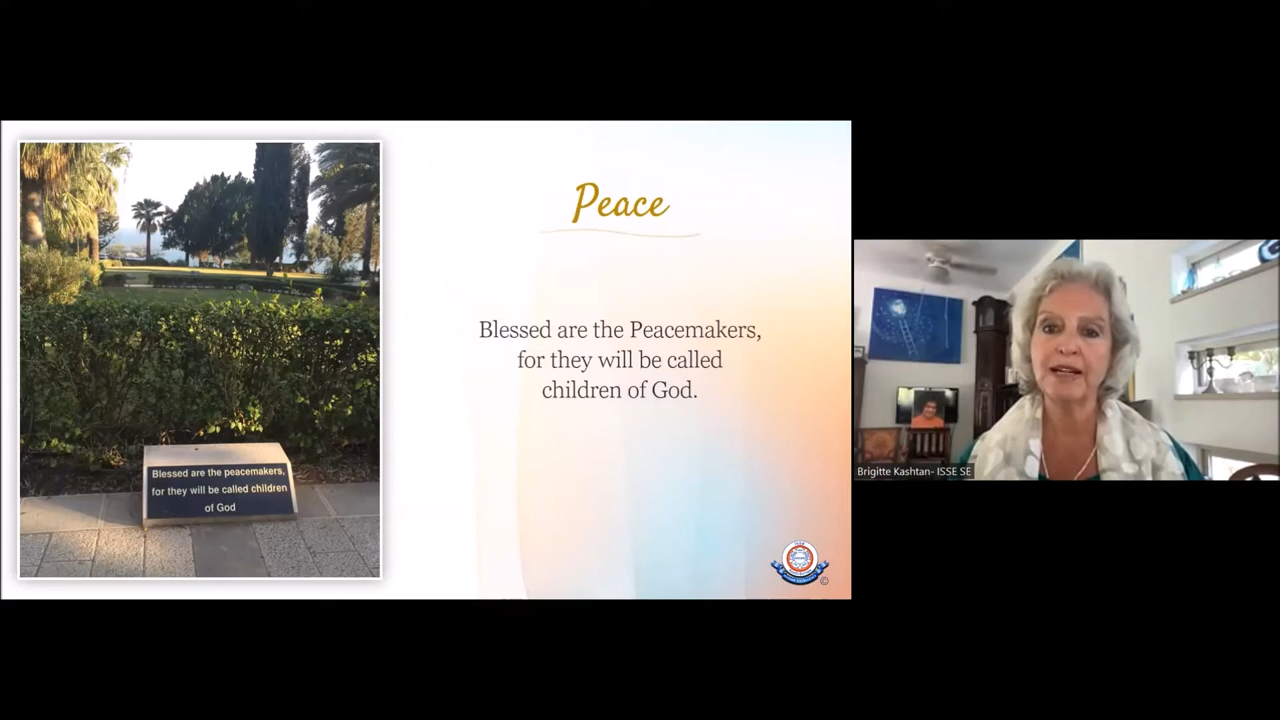 Peace
Blessed are the Peacemakers,
for they will be called
children of God.
Blessed are the peacemakers,
for they will be called children
of God
Brigitte Kashtan- ISSE SE
©